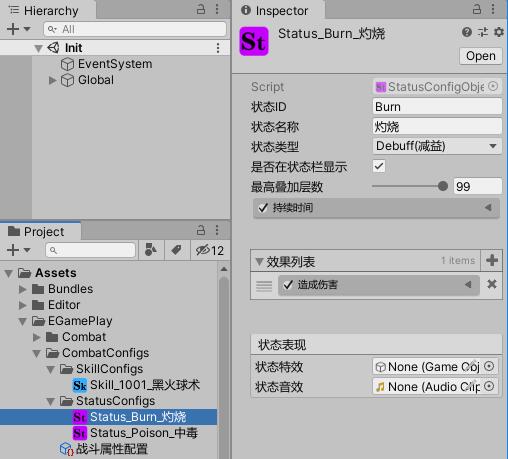 Hierarchy
All
Init
EventSystem
Global
Project
12
Assets
Bundles
Editor
EGamePlay
Combat
CombatConfigs
SkillConfigs
Sk Skill_1001_黑火球术
StatusConfigs
St Status_Burn_灼烧
St Status_Poison_中毒
战斗属性配置
Inspector
St Status_Burn_灼烧
Open
Script St StatusConfigObje
状态ID Burn
状态名称 灼烧
状态类型 Debuff(减益)
是否在状态栏显示
最高叠加层数 99
持续时间
效果列表 1 items
造成伤害
状态表现
状态特效 None (Game Obj
状态音效 None (Audio Clip